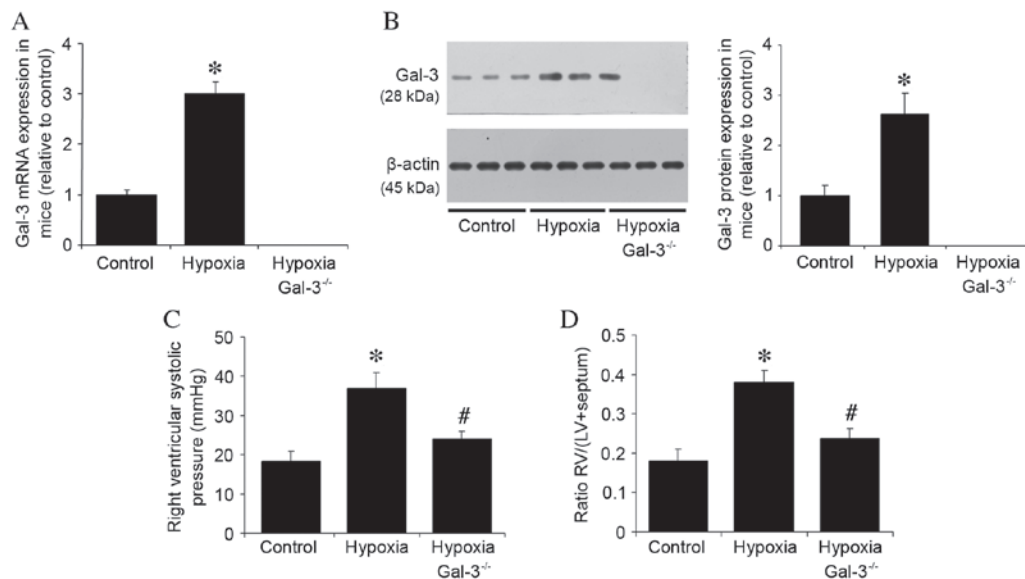 A
Gal-3 mRNA expression in
mice (relative to control)
4
3
2
1
0
*
Control
Hypoxia
Hypoxia
Gal-3-/-
B
Gal-3
(28 kDa)
β-actin
(45 kDa)
Control
Hypoxia
Hypoxia
Gal-3-/-
Gal-3 protein expression in
mice (relative to control)
4
3
2
1
0
*
Control
Hypoxia
Hypoxia
Gal-3-/-
C
Right ventricular systolic
pressure (mmHg)
50
40
30
20
10
0
*
#
Control
Hypoxia
Hypoxia
Gal-3-/-
D
Ratio RV/(LV+septum)
0.5
0.4
0.3
0.2
0.1
0
*
#
Control
Hypoxia
Hypoxia
Gal-3-/-